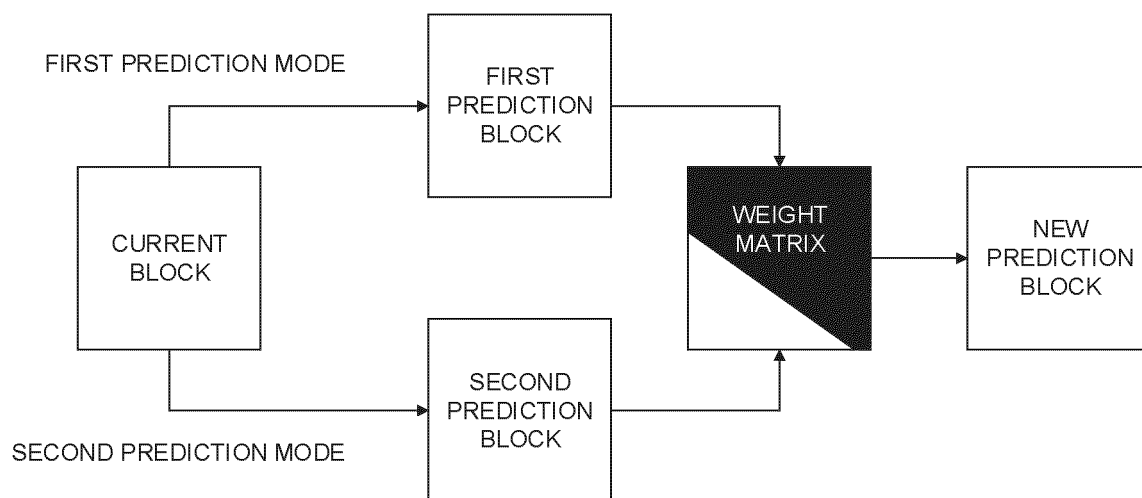 FIRST PREDICTION MODE
FIRST
PREDICTION
BLOCK
CURRENT
BLOCK
WEIGHT
MATRIX
NEW
PREDICTION
BLOCK
SECOND
PREDICTION
BLOCK
SECOND PREDICTION MODE